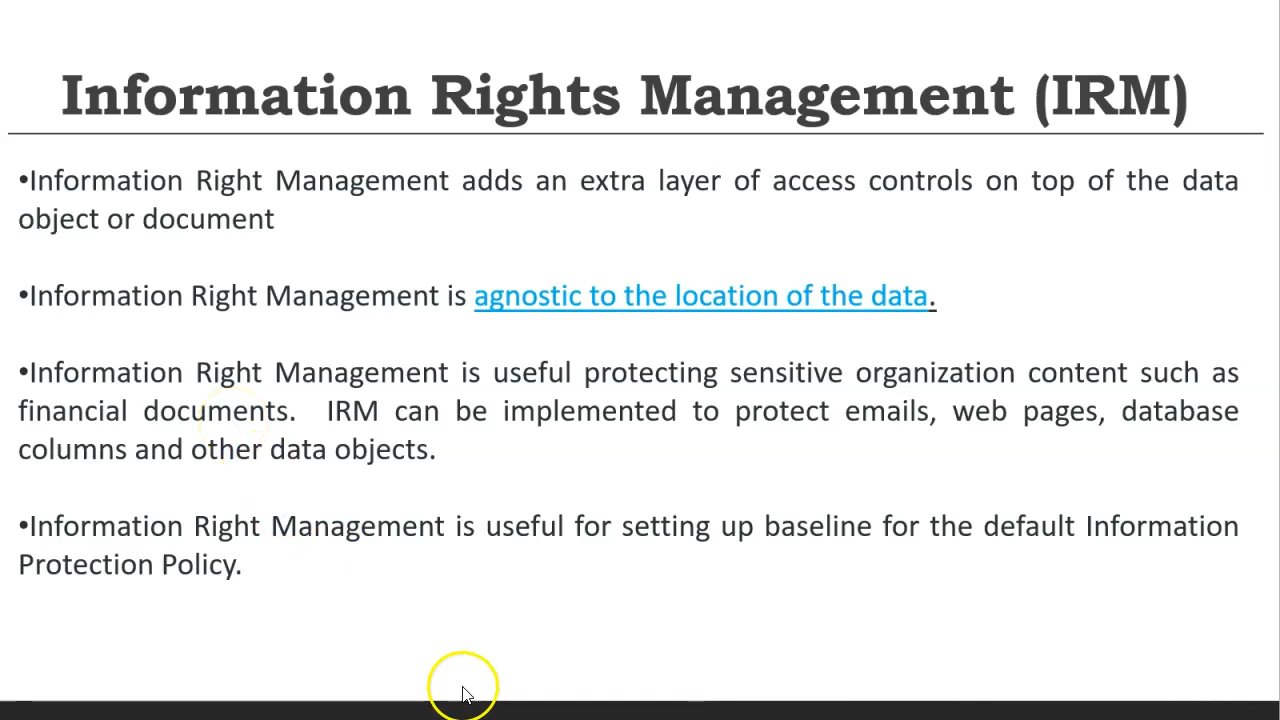 Information Rights Management (IRM)
•Information Right Management adds an extra layer of access controls on top of the data
object or document
•Information Right Management is agnostic to the location of the data.
•Information Right Management is useful protecting sensitive organization content such as
financial documents. IRM can be implemented to protect emails, web pages, database
columns and other data objects.
•Information Right Management is useful for setting up baseline for the default Information
Protection Policy.